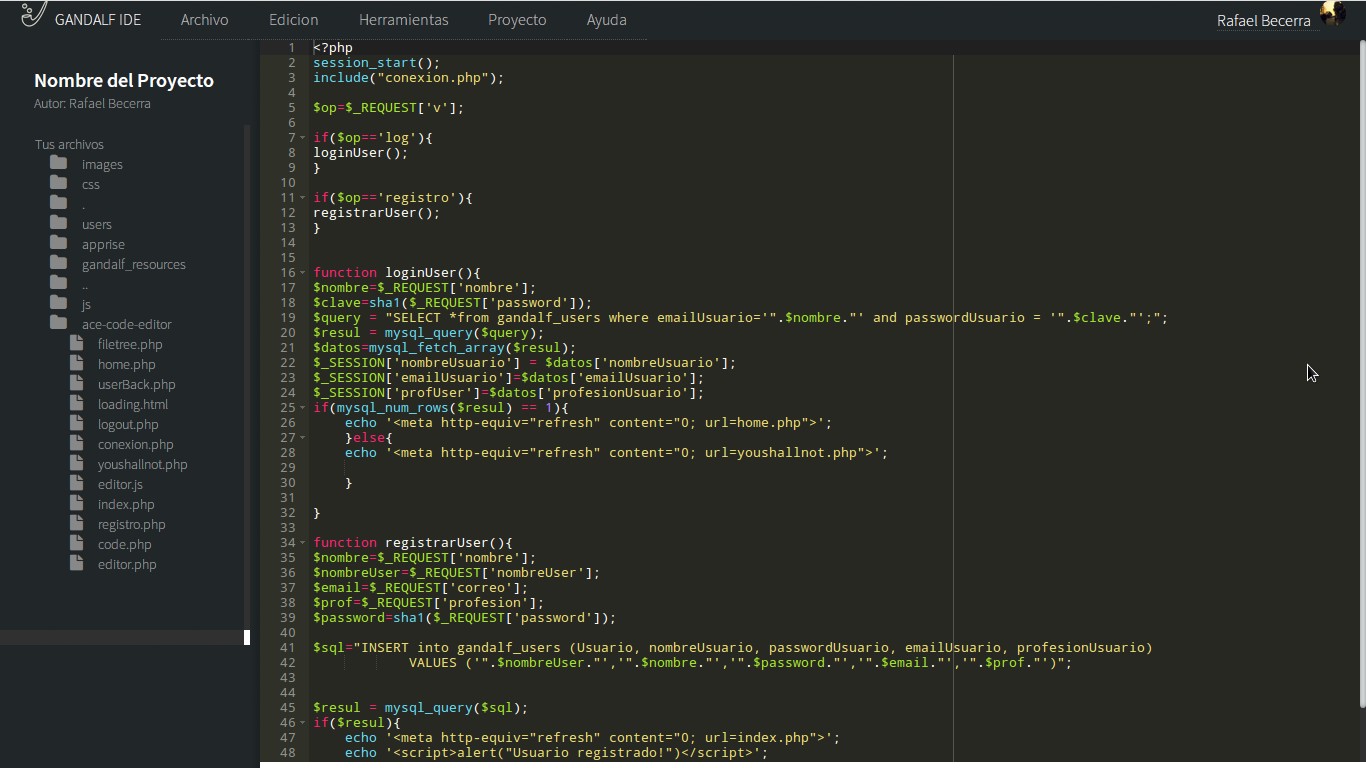 GANDALF IDE Archivo Edicion Herramientas Proyecto Ayuda Rafael Becerra
Nombre del Proyecto
Autor: Rafael Becerra
Tus archivos
images
css
.
users
apprise
gandalf_resources
..
js
ace-code-editor
filetree.php
home.php
userBack.php
loading.html
logout.php
conexion.php
youshallnot.php
editor.js
index.php
registro.php
code.php
editor.php
1 <?php
2 session_start();
3 include("conexion.php");
4
5 $op=$_REQUEST['v'];
6
7 if($op=='log'){
8 loginUser();
9 }
10
11 if($op=='registro'){
12 registrarUser();
13 }
14
15
16 function loginUser(){
17 $nombre=$_REQUEST['nombre'];
18 $clave=sha1($_REQUEST['password']);
19 $query = "SELECT *from gandalf_users where emailUsuario='".$nombre."' and passwordUsuario = '".$clave."';";
20 $resul = mysql_query($query);
21 $datos=mysql_fetch_array($resul);
22 $_SESSION['nombreUsuario'] = $datos['nombreUsuario'];
23 $_SESSION['emailUsuario']=$datos['emailUsuario'];
24 $_SESSION['profUser']=$datos['profesionUsuario'];
25 if(mysql_num_rows($resul) == 1){
26     echo '<meta http-equiv="refresh" content="0; url=home.php">';
27     }else{
28     echo '<meta http-equiv="refresh" content="0; url=youshallnot.php">';
29
30     }
31
32 }
33
34 function registrarUser(){
35 $nombre=$_REQUEST['nombre'];
36 $nombreUser=$_REQUEST['nombreUser'];
37 $email=$_REQUEST['correo'];
38 $prof=$_REQUEST['profesion'];
39 $password=sha1($_REQUEST['password']);
40
41 $sql="INSERT into gandalf_users (Usuario, nombreUsuario, passwordUsuario, emailUsuario, profesionUsuario)
42             VALUES ('".$nombreUser."','".$nombre."','".$password."','".$email."','".$prof."')";
43
44
45 $resul = mysql_query($sql);
46 if($resul){
47     echo '<meta http-equiv="refresh" content="0; url=index.php">';
48     echo '<script>alert("Usuario registrado!")</script>';